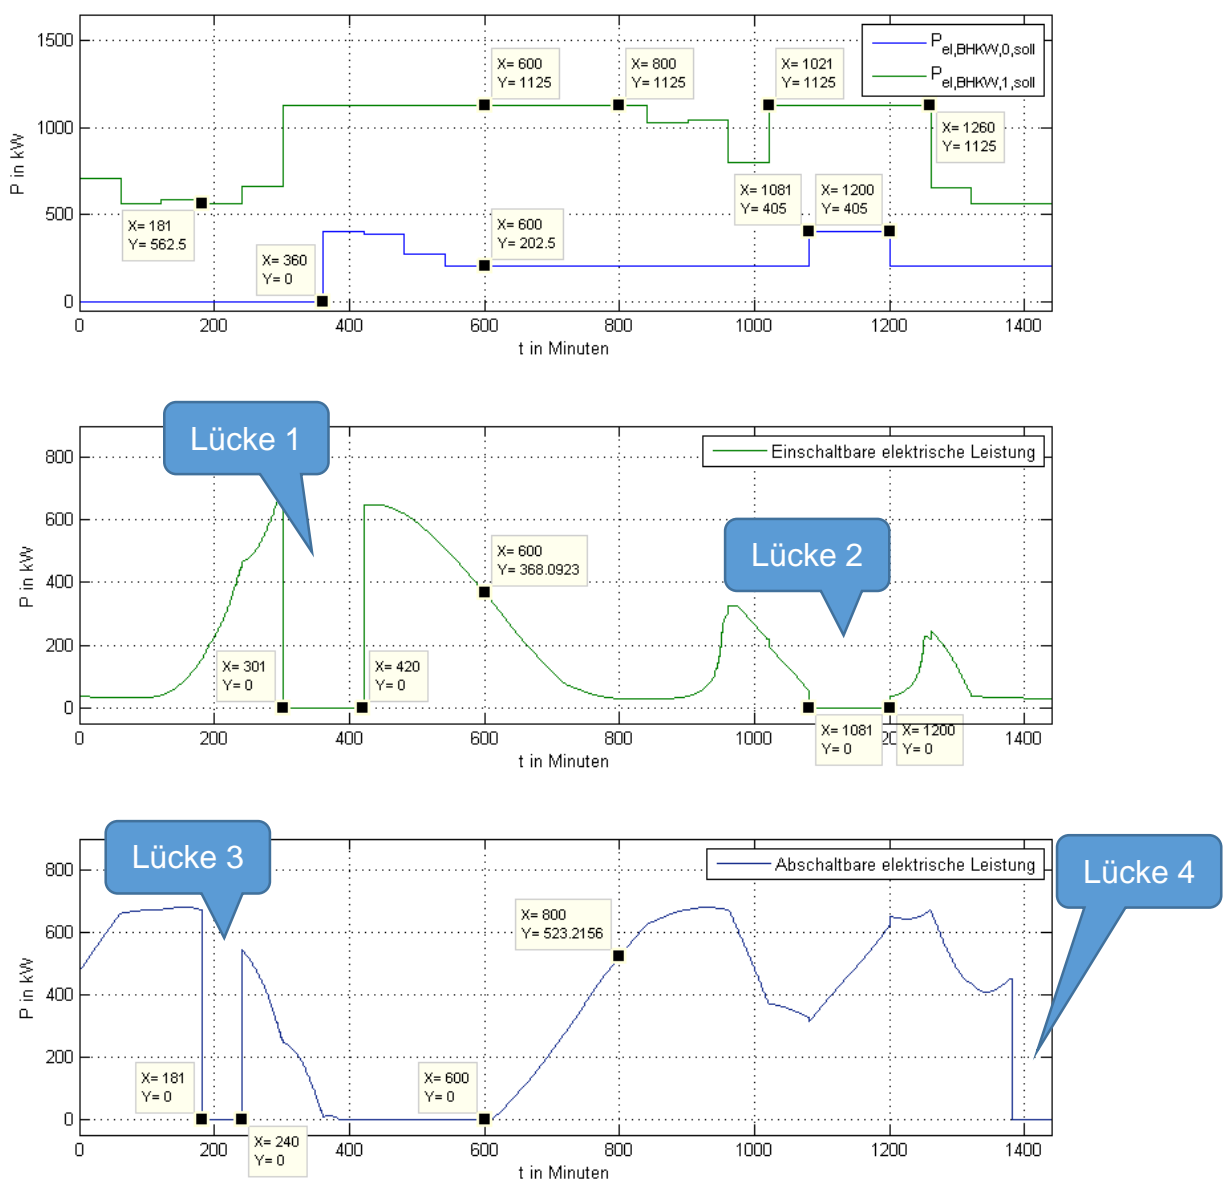 1500
1000
500
0
P in kW
P el,BHKW,0,soll
P el,BHKW,1,soll
X= 600
Y= 1125
X= 800
Y= 1125
X= 1021
Y= 1125
X= 1260
Y= 1125
X= 181
Y= 562.5
X= 360
Y= 0
X= 600
Y= 202.5
X= 1081
Y= 405
X= 1200
Y= 405
0 200 400 600 800 1000 1200 1400
t in Minuten
Lücke 1
Einschaltbare elektrische Leistung
800
600
400
200
0
P in kW
Lücke 2
X= 600
Y= 368.0923
X= 301
Y= 0
X= 420
Y= 0
X= 1081
Y= 0
X= 1200
Y= 0
0 200 400 600 800 1000 1200 1400
t in Minuten
Lücke 3
Abschaltbare elektrische Leistung
Lücke 4
800
600
400
200
0
P in kW
X= 800
Y= 523.2156
X= 181
Y= 0
X= 600
Y= 0
X= 240
Y= 0
0 200 400 600 800 1000 1200 1400
t in Minuten